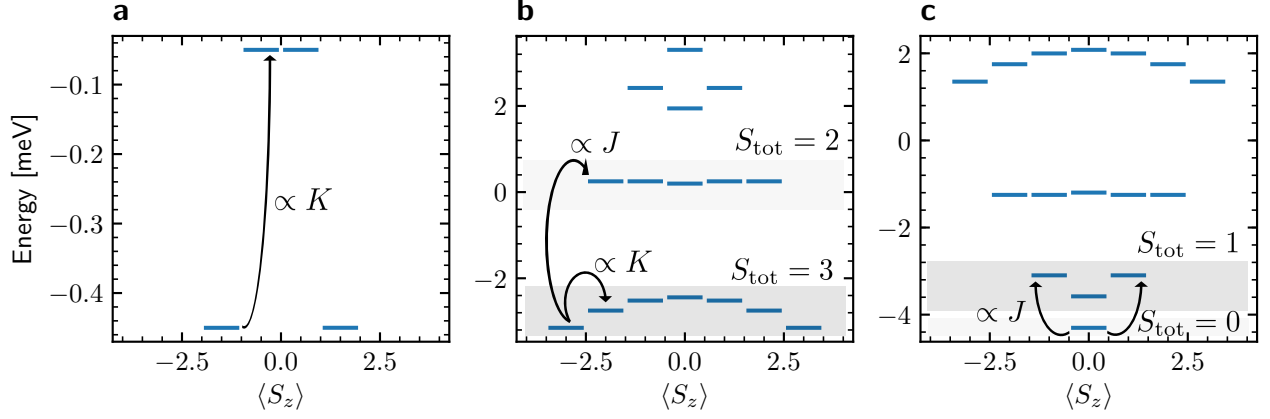 a
b
c
Energy [meV]
−0.1
−0.2
−0.3
−0.4
∝ K
−2.5
0.0
2.5
⟨S_z⟩
2
0
−2
∝ J
S_tot = 2
∝ K
S_tot = 3
−2.5
0.0
2.5
⟨S_z⟩
2
0
−2
−4
S_tot = 1
∝ J
S_tot = 0
−2.5
0.0
2.5
⟨S_z⟩